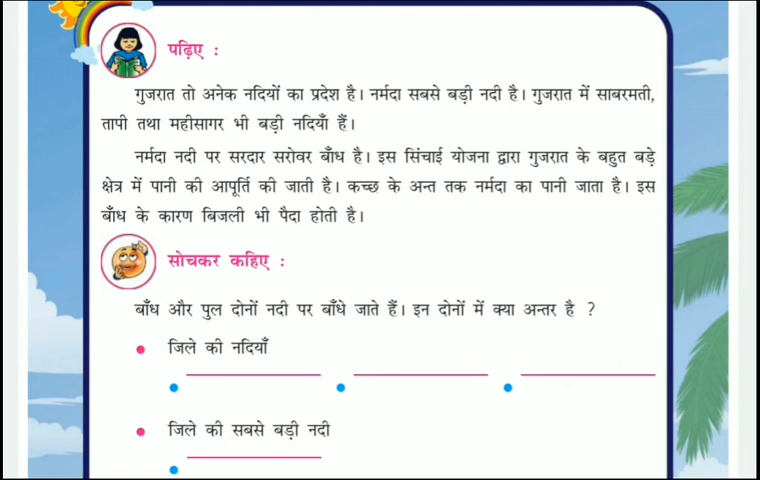 पढ़िए :
गुजरात तो अनेक नदियों का प्रदेश है। नर्मदा सबसे बड़ी नदी है। गुजरात में साबरमती,
तापी तथा महीसागर भी बड़ी नदियाँ हैं।
नर्मदा नदी पर सरदार सरोवर बाँध है। इस सिंचाई योजना द्वारा गुजरात के बहुत बड़े
क्षेत्र में पानी की आपूर्ति की जाती है। कच्छ के अन्त तक नर्मदा का पानी जाता है। इस
बाँध के कारण बिजली भी पैदा होती है।
सोचकर कहिए :
बाँध और पुल दोनों नदी पर बाँधे जाते हैं। इन दोनों में क्या अन्तर है ?
• जिले की नदियाँ
• जिले की सबसे बड़ी नदी